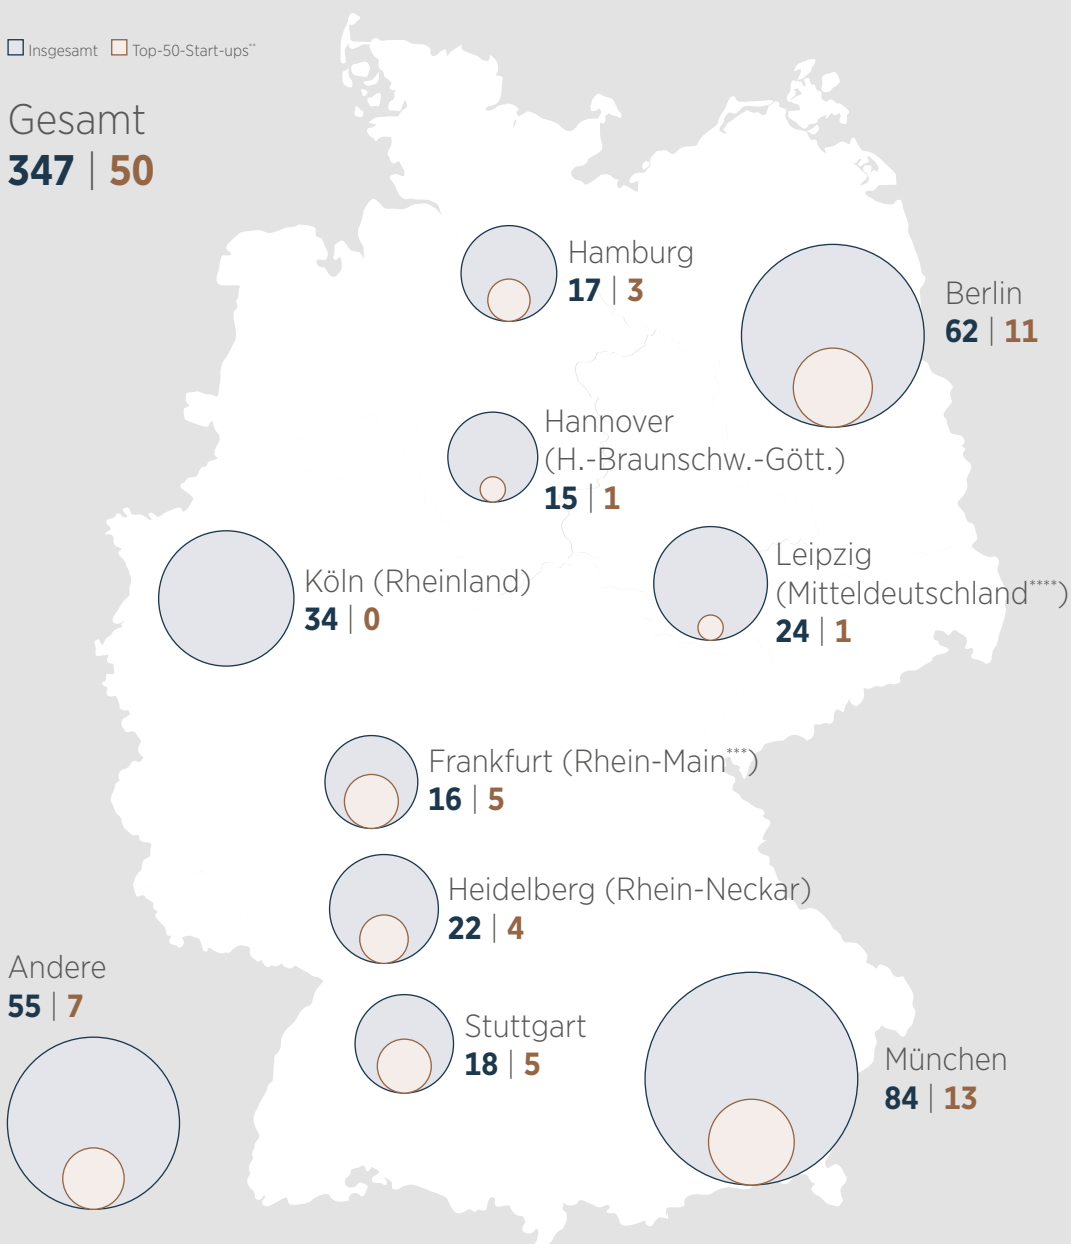 Insgesamt Top-50-Start-ups**
Gesamt
347 | 50
Hamburg
17 | 3
Berlin
62 | 11
Hannover
(H.-Braunschw.-Gött.)
15 | 1
Leipzig
(Mitteldeutschland****)
24 | 1
Köln (Rheinland)
34 | 0
Frankfurt (Rhein-Main***)
16 | 5
Heidelberg (Rhein-Neckar)
22 | 4
Andere
55 | 7
Stuttgart
18 | 5
München
84 | 13